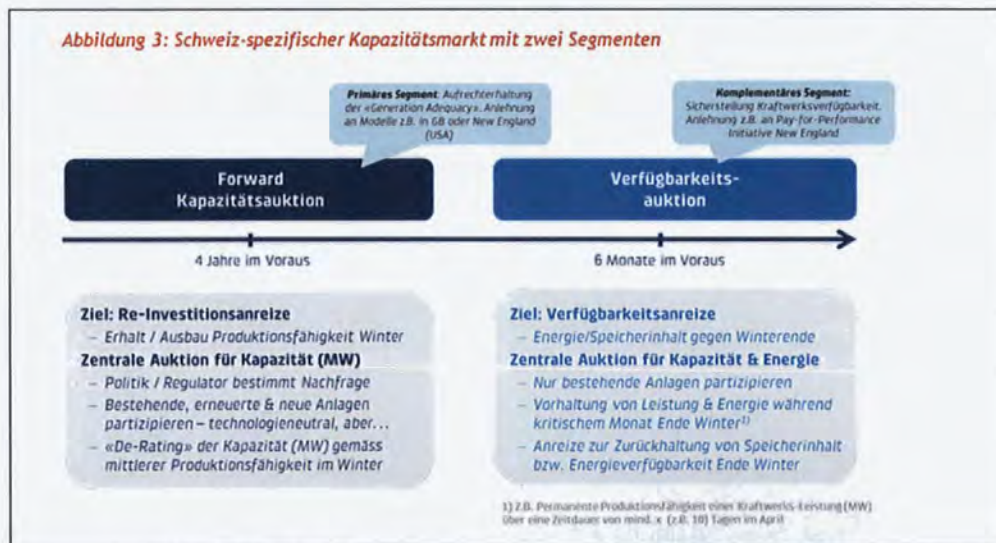 Abbildung 3: Schweiz-spezifischer Kapazitätsmarkt mit zwei Segmenten
Primäres Segment: Aufrechterhaltung
der «Generation Adequacy». Anlehnung
an Modelle z.B. in GB oder New England
(USA)
Komplementäres Segment:
Sicherstellung Kraftwerksverfügbarkeit.
Anlehnung z.B. an Pay-for-Performance
Initiative New England
Forward
Kapazitätsauktion
Verfügbarkeits-
auktion
4 Jahre im Voraus
6 Monate im Voraus
Ziel: Re-Investitionsanreize
– Erhalt / Ausbau Produktionsfähigkeit Winter
Zentrale Auktion für Kapazität (MW)
– Politik / Regulator bestimmt Nachfrage
– Bestehende, erneuerte & neue Anlagen
partizipieren – technologieneutral, aber...
– «De-Rating» der Kapazität (MW) gemäss
mittlerer Produktionsfähigkeit im Winter
Ziel: Verfügbarkeitsanreize
– Energie/Speicherinhalt gegen Winterende
Zentrale Auktion für Kapazität & Energie
– Nur bestehende Anlagen partizipieren
– Vorhaltung von Leistung & Energie während
kritischem Monat Ende Winter¹⁾
– Anreize zur Zurückhaltung von Speicherinhalt
bzw. Energieverfügbarkeit Ende Winter
1) Z.B. Permanente Produktionsfähigkeit einer Kraftwerks-Leistung (MW)
über eine Zeitdauer von mind. x (z.B. 10) Tagen im April